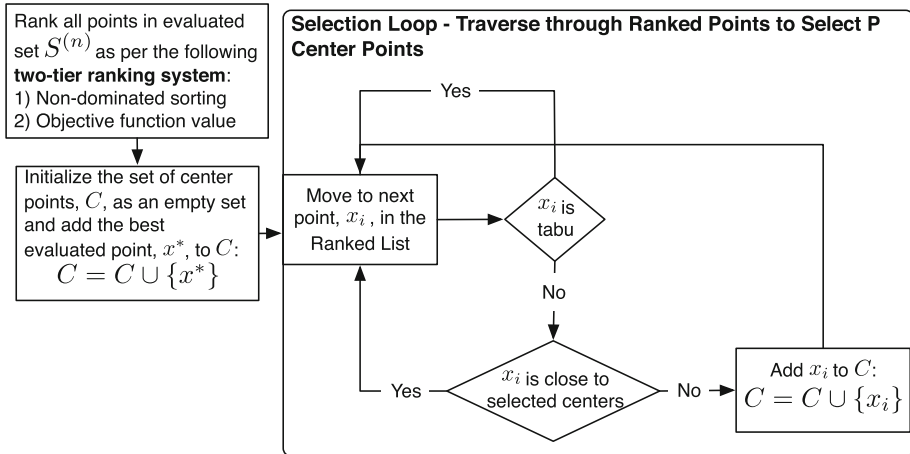 Rank all points in evaluated
set $S^{(n)}$ as per the following
two-tier ranking system:
1) Non-dominated sorting
2) Objective function value
Initialize the set of center
points, $C$, as an empty set
and add the best
evaluated point, $x^*$, to $C$:
$C = C \cup \{x^*\}$
Selection Loop - Traverse through Ranked Points to Select P
Center Points
Yes
Move to next
point, $x_i$, in the
Ranked List
$x_i$ is
tabu
No
$x_i$ is close to
selected centers
Yes
No
Add $x_i$ to $C$:
$C = C \cup \{x_i\}$